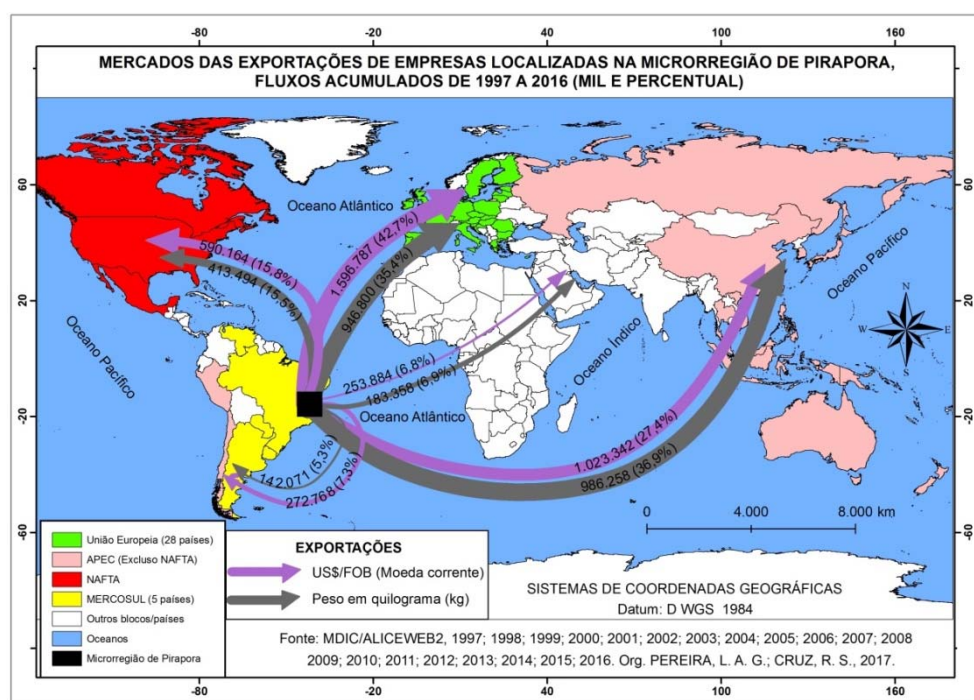 -80
-20
40
100
160
MERCADOS DAS EXPORTAÇÕES DE EMPRESAS LOCALIZADAS NA MICRORREGIÃO DE PIRAPORA,
FLUXOS ACUMULADOS DE 1997 A 2016 (MIL E PERCENTUAL)
60
60
Oceano Atlântico
590.164 (15,8%)
413.494 (15,5%)
1.596.787 (42,7%)
946.800 (35,4%)
Oceano Pacífico
20
20
Oceano Pacífico
Oceano Índico
N
W
E
S
253.884 (6,8%)
183.358 (6,9%)
-20
-20
Oceano Atlântico
142.071 (5,3%)
272.768 (7,3%)
1.023.342 (27,4%)
986.258 (36,9%)
0
4.000
8.000 km
-60
-60
União Europeia (28 países)
APEC (Excluso NAFTA)
NAFTA
MERCOSUL (5 países)
Outros blocos/países
Oceanos
Microrregião de Pirapora
EXPORTAÇÕES
US$/FOB (Moeda corrente)
Peso em quilograma (kg)
SISTEMAS DE COORDENADAS GEOGRÁFICAS
Datum: D WGS 1984
Fonte: MDIC/ALICEWEB2, 1997; 1998; 1999; 2000; 2001; 2002; 2003; 2004; 2005; 2006; 2007; 2008
2009; 2010; 2011; 2012; 2013; 2014; 2015; 2016. Org. PEREIRA, L. A. G.; CRUZ, R. S., 2017.
-80
-20
40
100
160